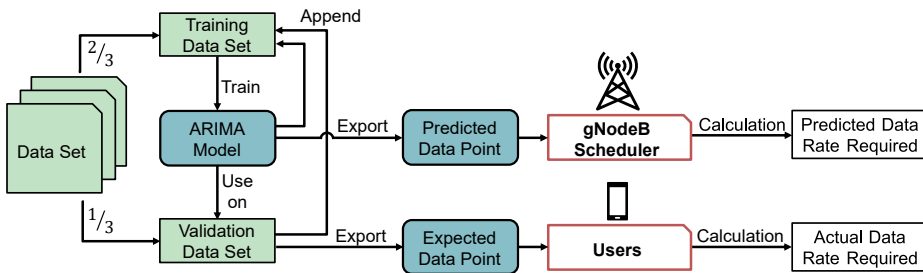 Training
Data Set
Append
2/3
Train
Data Set
ARIMA
Model
Export
Predicted
Data Point
gNodeB
Scheduler
Calculation
Predicted Data
Rate Required
Use
on
1/3
Validation
Data Set
Export
Expected
Data Point
Users
Calculation
Actual Data
Rate Required